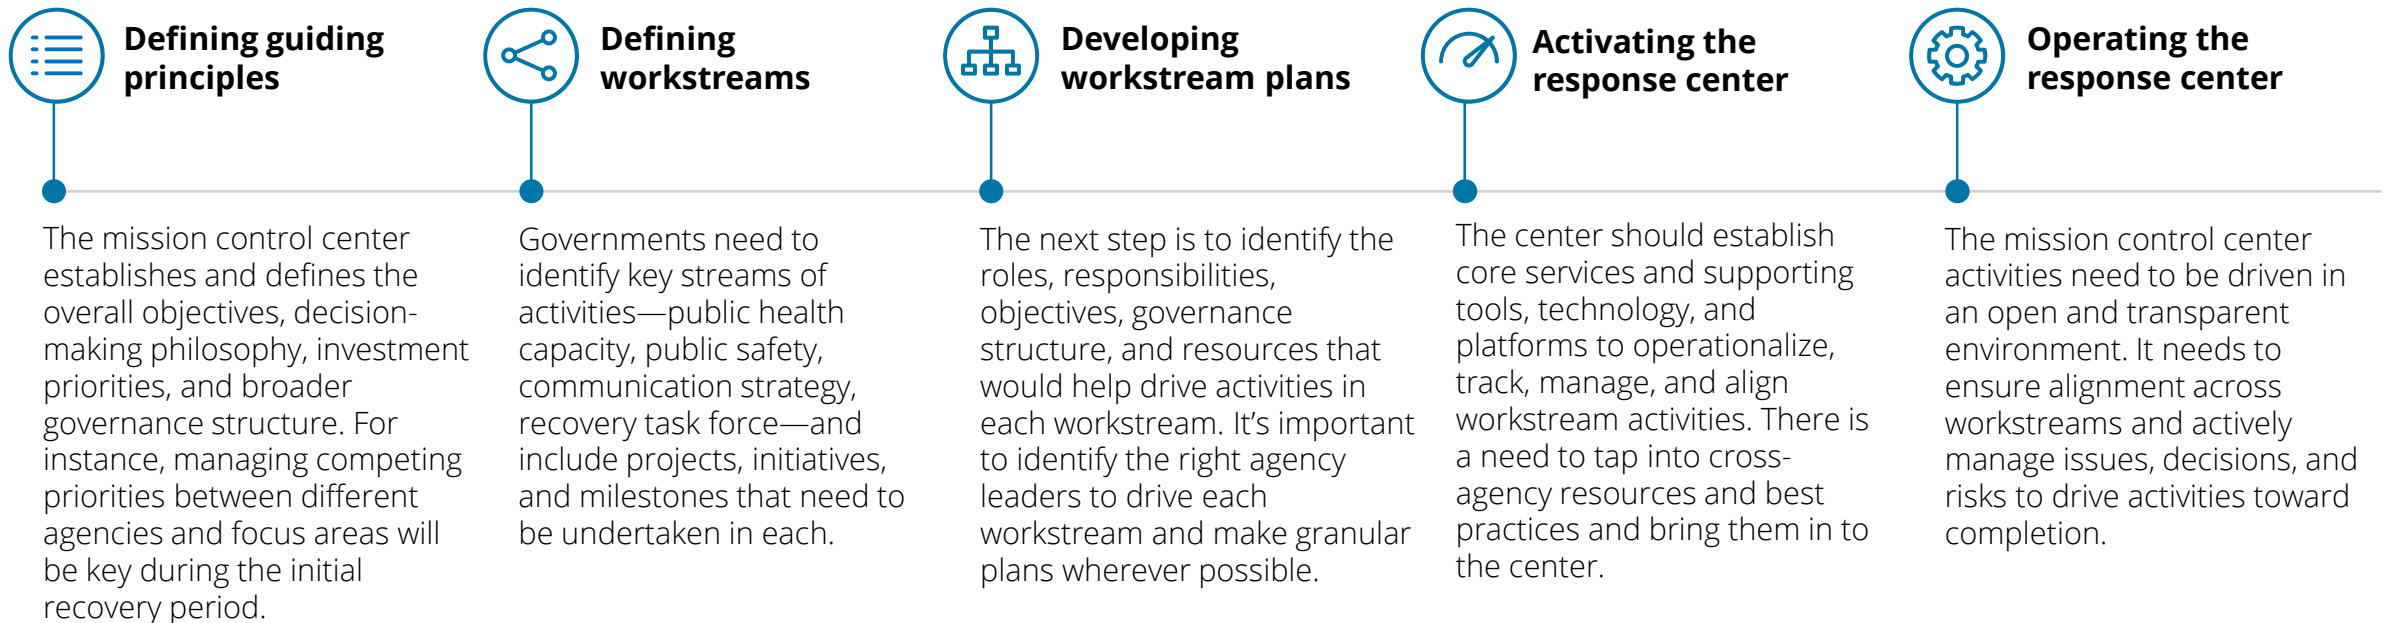 Defining guiding
principles
The mission control center
establishes and defines the
overall objectives, decision-
making philosophy, investment
priorities, and broader
governance structure. For
instance, managing competing
priorities between different
agencies and focus areas will
be key during the initial
recovery period.
Defining
workstreams
Governments need to
identify key streams of
activities—public health
capacity, public safety,
communication strategy,
recovery task force—and
include projects, initiatives,
and milestones that need to
be undertaken in each.
Developing
workstream plans
The next step is to identify the
roles, responsibilities,
objectives, governance
structure, and resources that
would help drive activities in
each workstream. It’s important
to identify the right agency
leaders to drive each
workstream and make granular
plans wherever possible.
Activating the
response center
The center should establish
core services and supporting
tools, technology, and
platforms to operationalize,
track, manage, and align
workstream activities. There is
a need to tap into cross-
agency resources and best
practices and bring them in to
the center.
Operating the
response center
The mission control center
activities need to be driven in
an open and transparent
environment. It needs to
ensure alignment across
workstreams and actively
manage issues, decisions, and
risks to drive activities toward
completion.